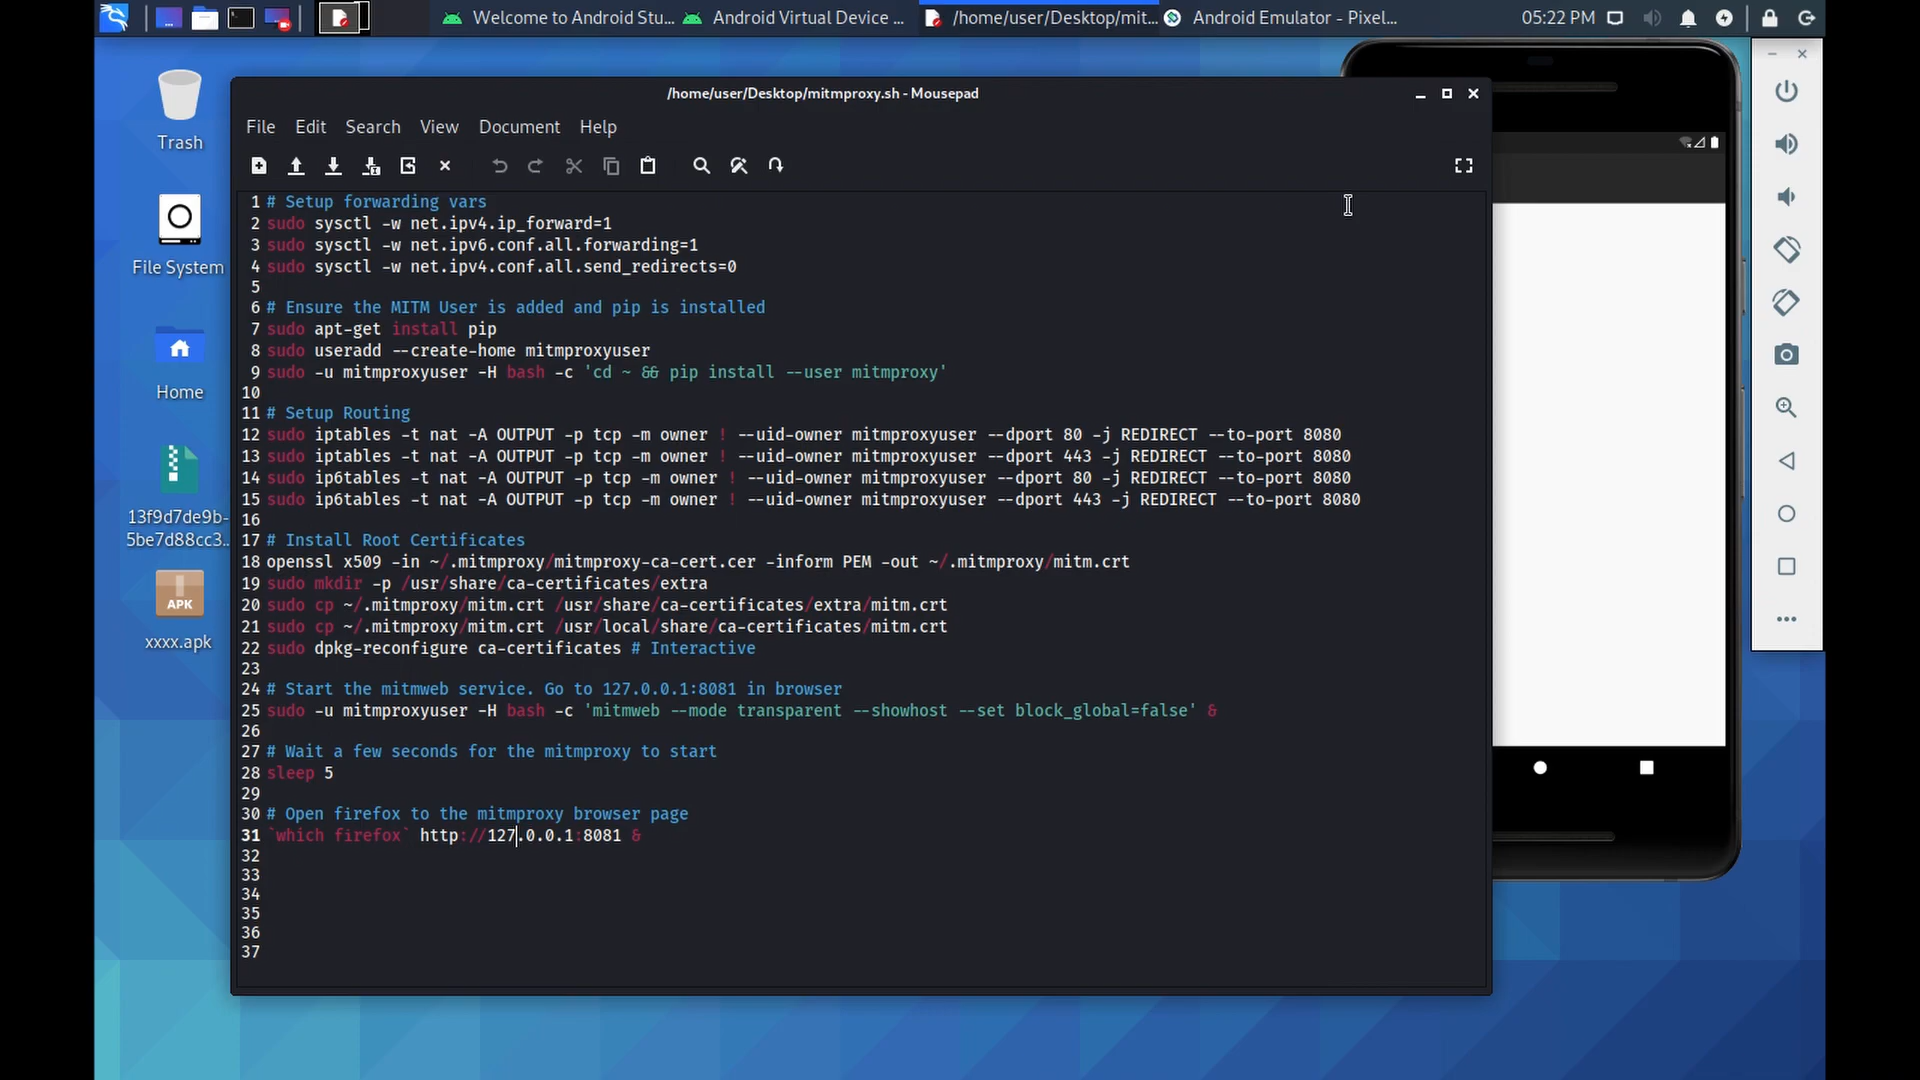 Welcome to Android Stu...
Android Virtual Device ...
/home/user/Desktop/mit...
Android Emulator - Pixel...
05:22 PM
Trash
File System
Home
13f9d7de9b-
5be7d88cc3...
APK
xxxx.apk
/home/user/Desktop/mitmproxy.sh - Mousepad
File Edit Search View Document Help
1 # Setup forwarding vars
2 sudo sysctl -w net.ipv4.ip_forward=1
3 sudo sysctl -w net.ipv6.conf.all.forwarding=1
4 sudo sysctl -w net.ipv4.conf.all.send_redirects=0
5
6 # Ensure the MITM User is added and pip is installed
7 sudo apt-get install pip
8 sudo useradd --create-home mitmproxyuser
9 sudo -u mitmproxyuser -H bash -c 'cd ~ && pip install --user mitmproxy'
10
11 # Setup Routing
12 sudo iptables -t nat -A OUTPUT -p tcp -m owner ! --uid-owner mitmproxyuser --dport 80 -j REDIRECT --to-port 8080
13 sudo iptables -t nat -A OUTPUT -p tcp -m owner ! --uid-owner mitmproxyuser --dport 443 -j REDIRECT --to-port 8080
14 sudo ip6tables -t nat -A OUTPUT -p tcp -m owner ! --uid-owner mitmproxyuser --dport 80 -j REDIRECT --to-port 8080
15 sudo ip6tables -t nat -A OUTPUT -p tcp -m owner ! --uid-owner mitmproxyuser --dport 443 -j REDIRECT --to-port 8080
16
17 # Install Root Certificates
18 openssl x509 -in ~/.mitmproxy/mitmproxy-ca-cert.cer -inform PEM -out ~/.mitmproxy/mitm.crt
19 sudo mkdir -p /usr/share/ca-certificates/extra
20 sudo cp ~/.mitmproxy/mitm.crt /usr/share/ca-certificates/extra/mitm.crt
21 sudo cp ~/.mitmproxy/mitm.crt /usr/local/share/ca-certificates/mitm.crt
22 sudo dpkg-reconfigure ca-certificates # Interactive
23
24 # Start the mitmweb service. Go to 127.0.0.1:8081 in browser
25 sudo -u mitmproxyuser -H bash -c 'mitmweb --mode transparent --showhost --set block_global=false' &
26
27 # Wait a few seconds for the mitmproxy to start
28 sleep 5
29
30 # Open firefox to the mitmproxy browser page
31 `which firefox` http://127.0.0.1:8081 &
32
33
34
35
36
37